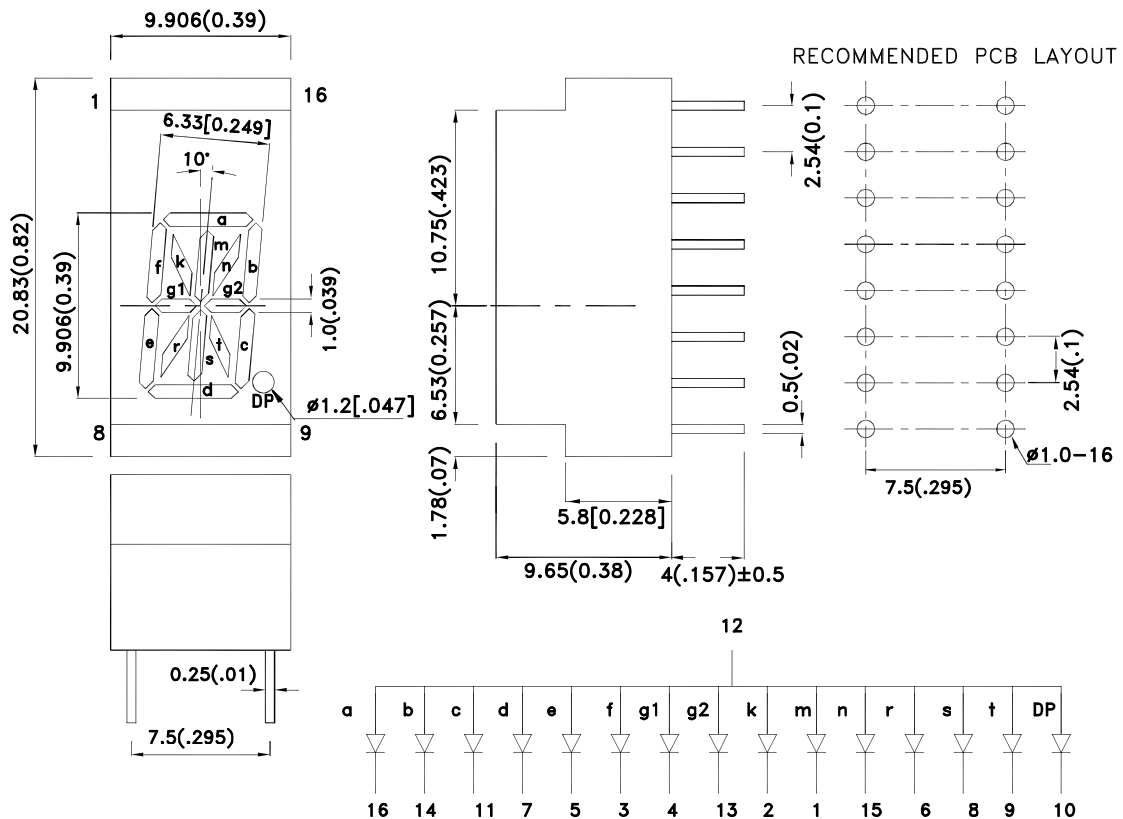 9.906(0.39)
RECOMMENDED PCB LAYOUT
1
16
6.33[0.249]
10°
a
m
f
k
n
b
g1
g2
e
r
s
t
c
d
DP
ø1.2[.047]
8
9
20.83(0.82)
9.906(0.39)
1.0(.039)
10.75(.423)
6.53(0.257)
1.78(.07)
2.54(0.1)
0.5(.02)
2.54(.1)
ø1.0-16
7.5(.295)
5.8[0.228]
9.65(0.38)
4(.157)±0.5
0.25(.01)
7.5(.295)
12
a b c d e f g1 g2 k m n r s t DP
16 14 11 7 5 3 4 13 2 1 15 6 8 9 10